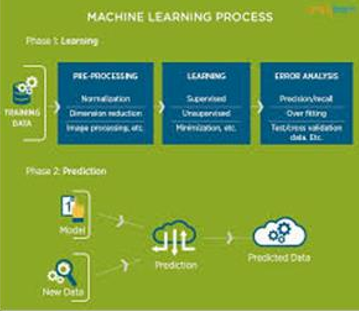 MACHINE LEARNING PROCESS
Phase 1: Learning
TRAINING
DATA
PRE-PROCESSING
Normalization
Dimension reduction
Image processing, etc.
LEARNING
Supervised
Unsupervised
Minimization, etc.
ERROR ANALYSIS
Precision/recall
Over fitting
Test/cross validation
data. Etc.
Phase 2: Prediction
Model
New Data
Prediction
Predicted Data